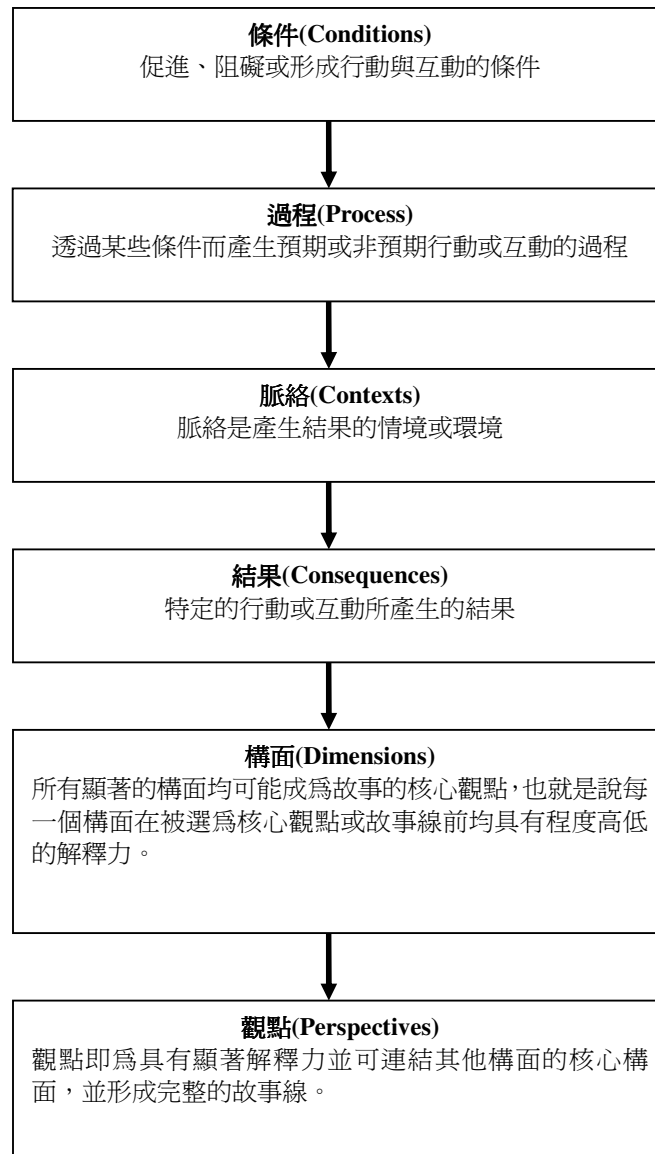 條件(Conditions)
促進、阻礙或形成行動與互動的條件
過程(Process)
透過某些條件而產生預期或非預期行動或互動的過程
脈絡(Contexts)
脈絡是產生結果的情境或環境
結果(Consequences)
特定的行動或互動所產生的結果
構面(Dimensions)
所有顯著的構面均可能成爲故事的核心觀點，也就是說每
一個構面在被選爲核心觀點或故事線前均具有程度高低
的解釋力。
觀點(Perspectives)
觀點即爲具有顯著解釋力並可連結其他構面的核心構
面，並形成完整的故事線。